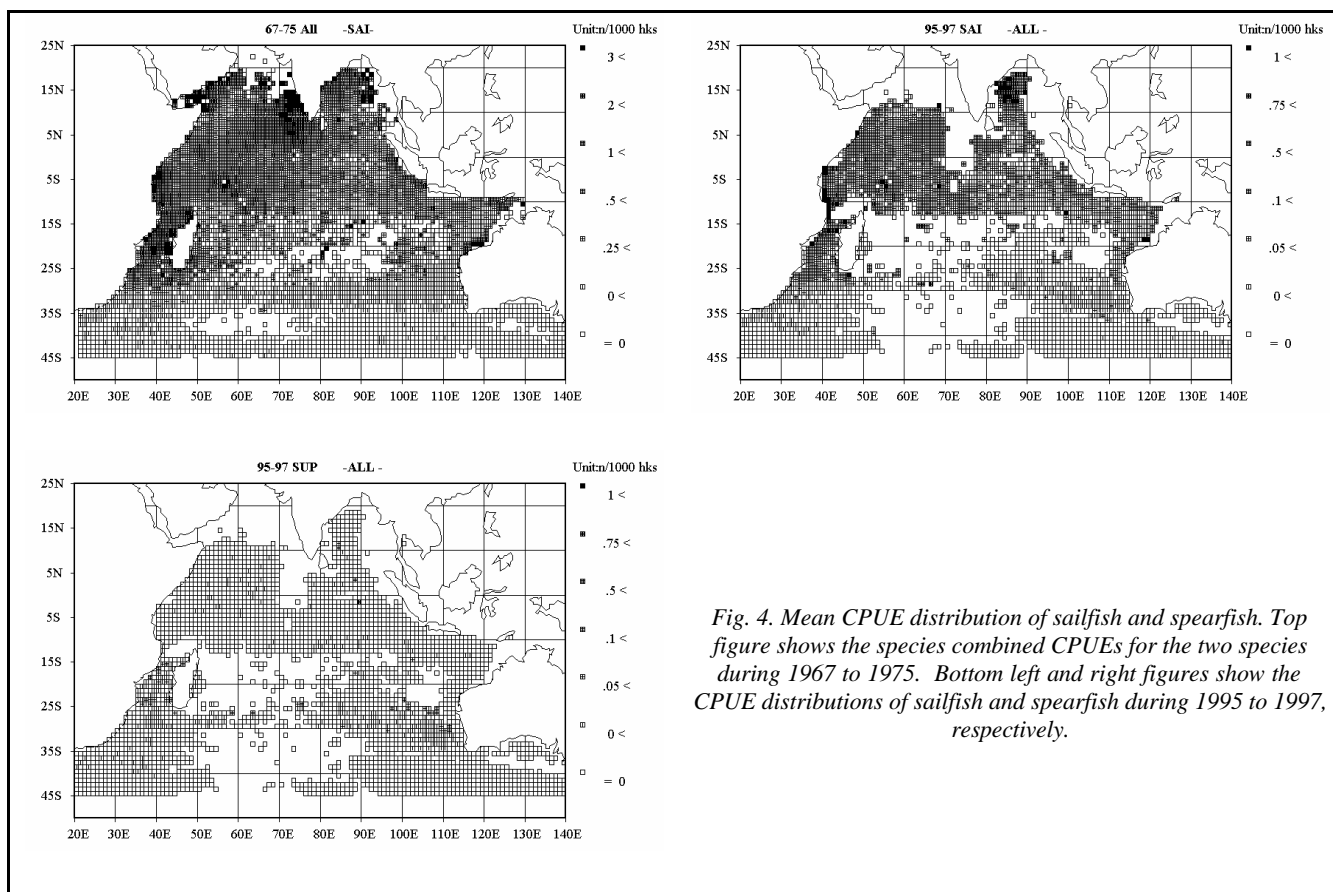 67-75 All -SAI- Unit:n/1000 hks
25N
15N
5N
5S
15S
25S
35S
45S
20E 30E 40E 50E 60E 70E 80E 90E 100E 110E 120E 130E 140E
3 <
2 <
1 <
.5 <
.25 <
0 <
= 0
95-97 SAI -ALL - Unit:n/1000 hks
25N
15N
5N
5S
15S
25S
35S
45S
20E 30E 40E 50E 60E 70E 80E 90E 100E 110E 120E 130E 140E
1 <
.75 <
.5 <
.1 <
.05 <
0 <
= 0
95-97 SUP -ALL - Unit:n/1000 hks
25N
15N
5N
5S
15S
25S
35S
45S
20E 30E 40E 50E 60E 70E 80E 90E 100E 110E 120E 130E 140E
1 <
.75 <
.5 <
.1 <
.05 <
0 <
= 0
Fig. 4. Mean CPUE distribution of sailfish and spearfish. Top
figure shows the species combined CPUEs for the two species
during 1967 to 1975. Bottom left and right figures show the
CPUE distributions of sailfish and spearfish during 1995 to 1997,
respectively.